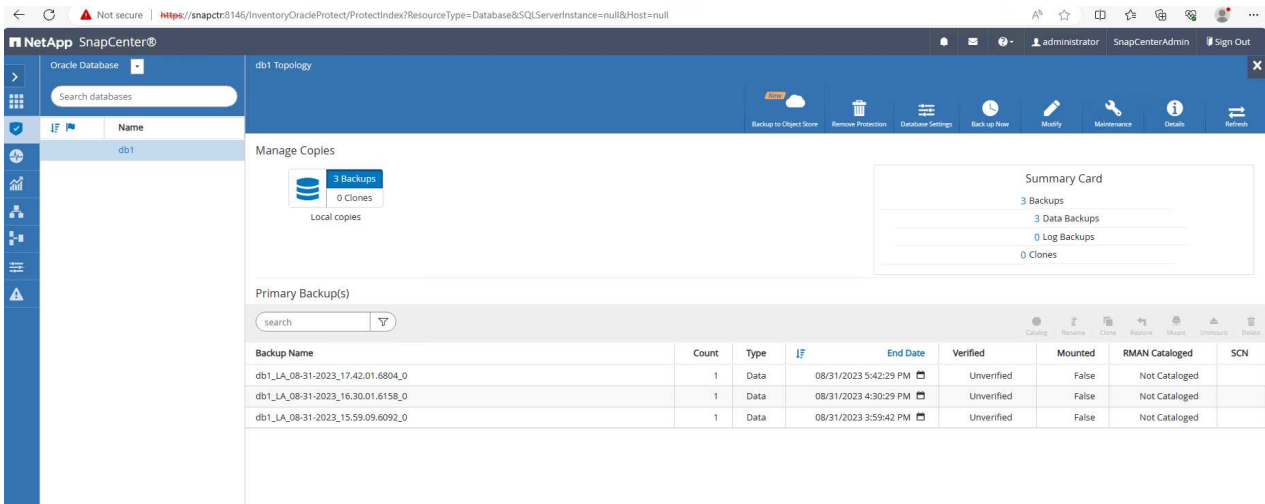 Not secure | https://snapctr:8146/InventoryOracleProtect/ProtectIndex?ResourceType=Database&SQLServerInstance=null&Host=null
NetApp SnapCenter® administrator SnapCenterAdmin Sign Out
Oracle Database db1 Topology
Search databases
New
Backup to Object Store Remove Protection Database Settings Back up Now Modify Maintenance Details Refresh
Name
db1
Manage Copies
3 Backups
0 Clones
Local copies
Summary Card
3 Backups
3 Data Backups
0 Log Backups
0 Clones
Primary Backup(s)
search
Catalog Rename Clone Restore Mount Unmount Delete
Backup Name Count Type End Date Verified Mounted RMAN Cataloged SCN
db1_LA_08-31-2023_17.42.01.6804_0 1 Data 08/31/2023 5:42:29 PM Unverified False Not Cataloged
db1_LA_08-31-2023_16.30.01.6158_0 1 Data 08/31/2023 4:30:29 PM Unverified False Not Cataloged
db1_LA_08-31-2023_15.59.09.6092_0 1 Data 08/31/2023 3:59:42 PM Unverified False Not Cataloged